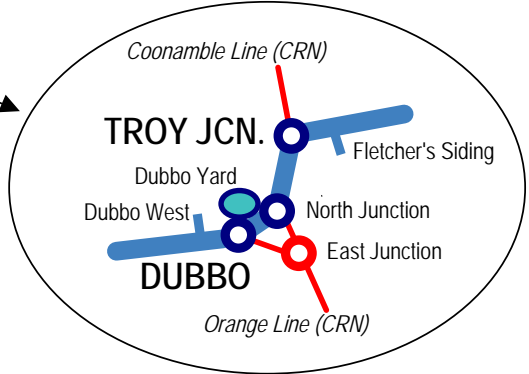 Coonamble Line (CRN)
TROY JCN.
Fletcher's Siding
Dubbo Yard
Dubbo West
North Junction
East Junction
DUBBO
Orange Line (CRN)